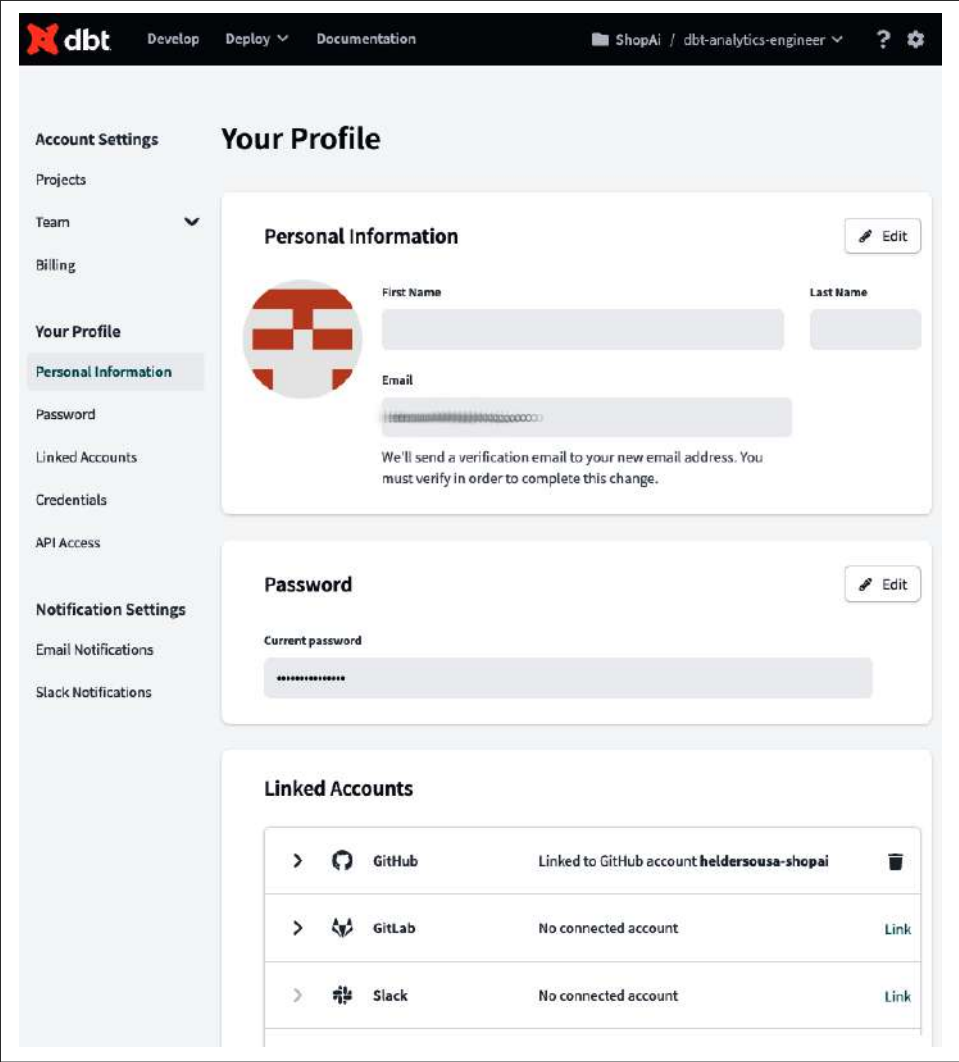 dbt Develop Deploy Documentation ShopAi / dbt-analytics-engineer ?
Account Settings
Projects
Team
Billing
Your Profile
Personal Information
Password
Linked Accounts
Credentials
API Access
Notification Settings
Email Notifications
Slack Notifications
Your Profile
Personal Information Edit
First Name Last Name
Email
We'll send a verification email to your new email address. You
must verify in order to complete this change.
Password Edit
Current password
•••••••••••••••
Linked Accounts
GitHub Linked to GitHub account heldersousa-shopai
GitLab No connected account Link
Slack No connected account Link